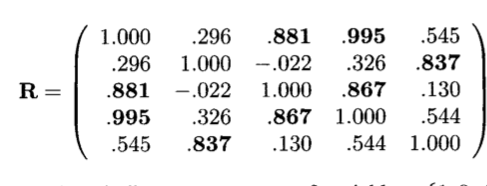 1.000 .296 .881 .995 .545
.296 1.000 −.022 .326 .837
R = .881 −.022 1.000 .867 .130
.995 .326 .867 1.000 .544
.545 .837 .130 .544 1.000